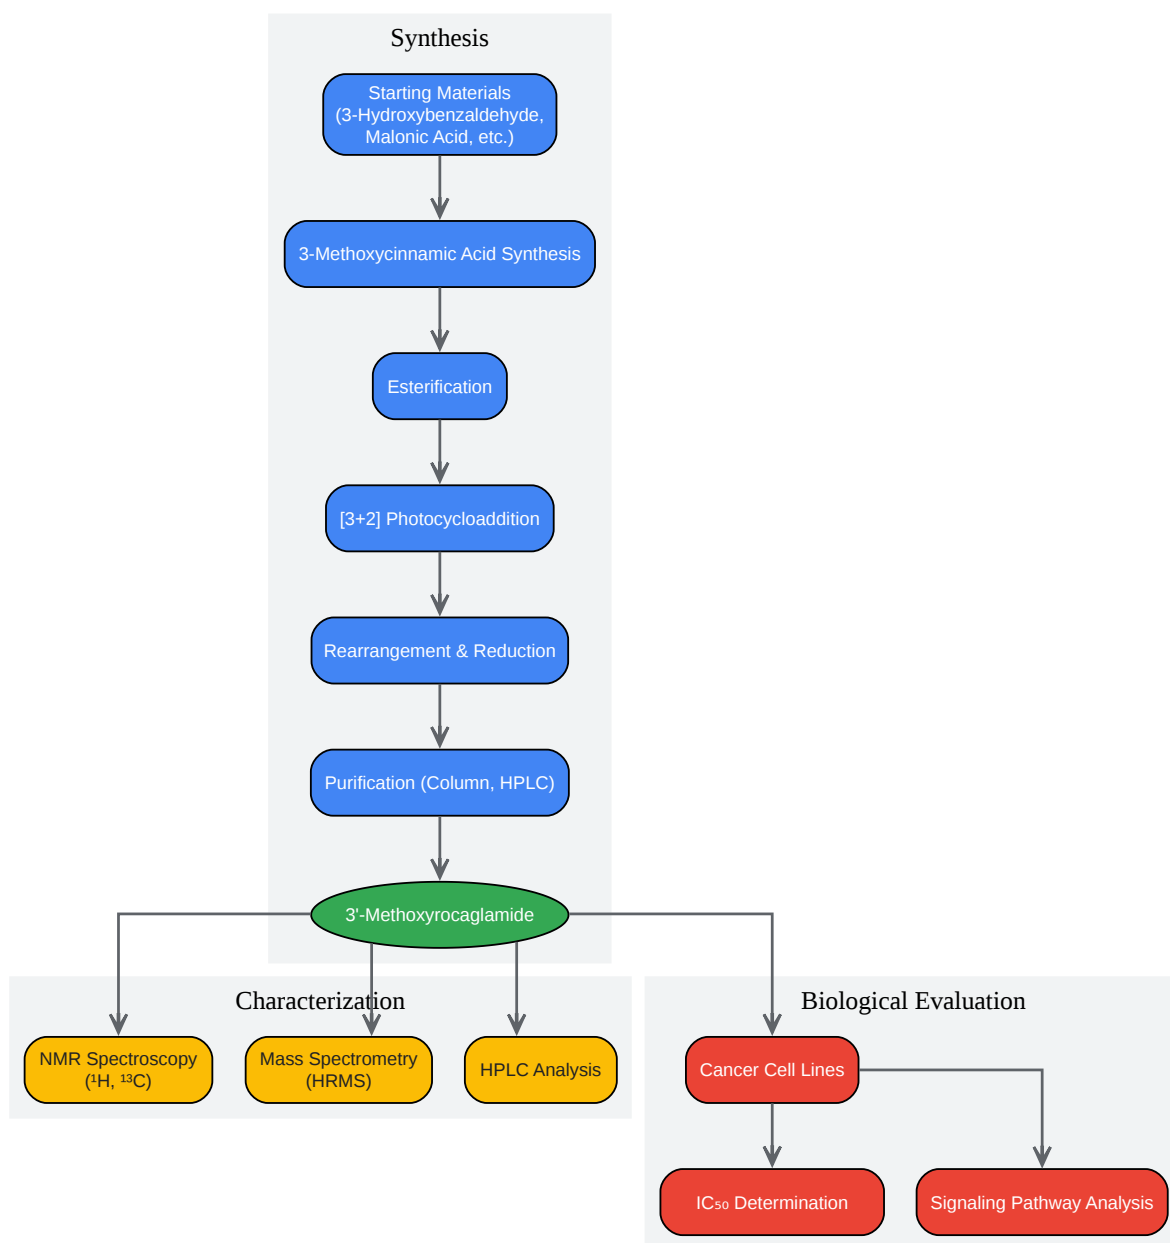 Synthesis
Starting Materials
(3-Hydroxybenzaldehyde,
Malonic Acid, etc.)
3-Methoxycinnamic Acid Synthesis
Esterification
[3+2] Photocycloaddition
Rearrangement & Reduction
Purification (Column, HPLC)
3'-Methoxyrocaglamide
Characterization
NMR Spectroscopy
(¹H, ¹³C)
Mass Spectrometry
(HRMS)
HPLC Analysis
Biological Evaluation
Cancer Cell Lines
IC₅₀ Determination
Signaling Pathway Analysis